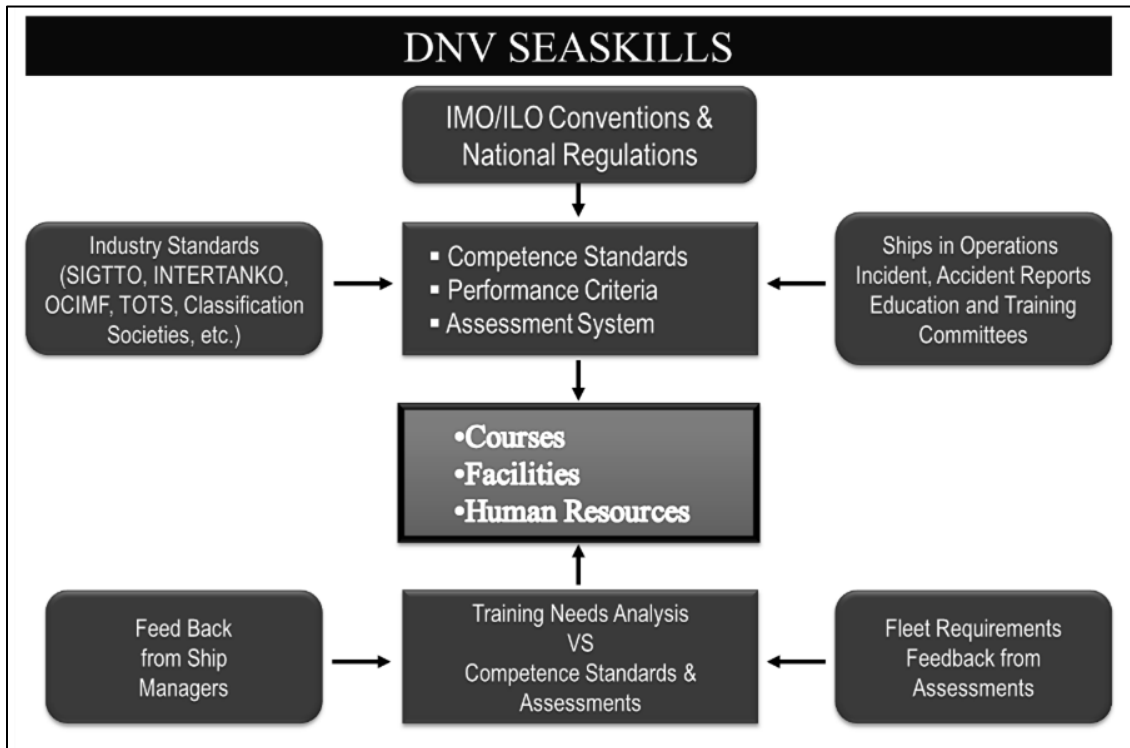 DNV SEASKILLS
IMO/ILO Conventions &
National Regulations
Industry Standards
(SIGTTO, INTERTANKO,
OCIMF, TOTS, Classification
Societies, etc.)
▪ Competence Standards
▪ Performance Criteria
▪ Assessment System
Ships in Operations
Incident, Accident Reports
Education and Training
Committees
•Courses
•Facilities
•Human Resources
Feed Back
from Ship
Managers
Training Needs Analysis
VS
Competence Standards &
Assessments
Fleet Requirements
Feedback from
Assessments